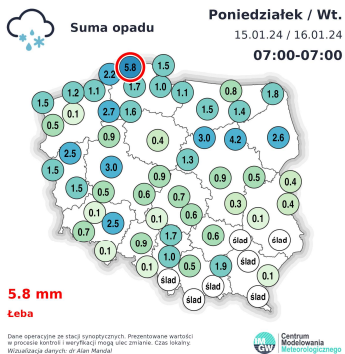 Suma opadu
Poniedziałek / Wt.
15.01.24 / 16.01.24
07:00-07:00
5.8
1.5
2.2
1.7
1.0
1.2
1.1
1.1
0.8
1.8
1.5
0.1
2.7
1.6
1.5
1.4
0.5
0.9
0.4
3.0
4.2
2.6
2.5
3.0
1.3
1.5
0.9
0.9
0.5
0.4
1.5
0.5
0.6
0.7
0.3
0.4
0.1
2.5
0.1
0.6
0.1
0.7
1.7
0.6
ślad
ślad
0.1
0.9
1.0
ślad
0.1
0.5
1.9
0.1
ślad
ślad
ślad
ślad
5.8 mm
Łeba
Dane operacyjne ze stacji synoptycznych. Prezentowane wartości
w procesie kontroli i weryfikacji mogą ulec zmianie. Czas lokalny.
Wizualizacja danych: dr Alan Mandal
IM
GW
Centrum
Modelowania
Meteorologicznego